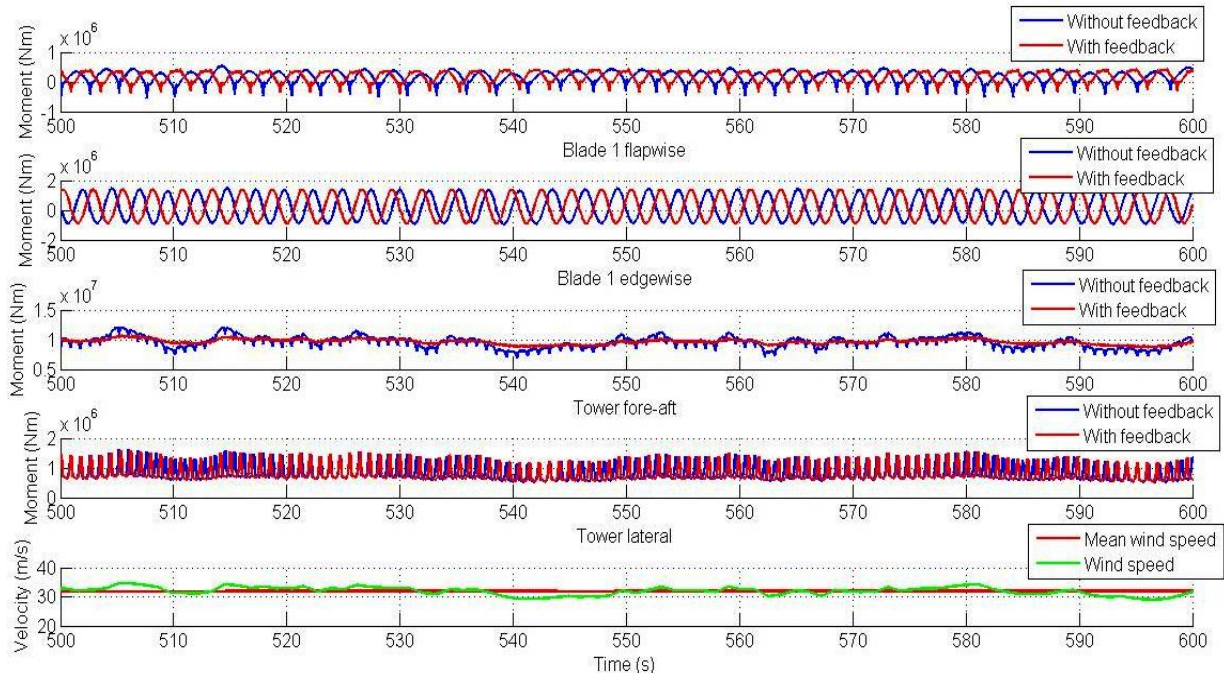 Without feedback
With feedback
x 10^6
Moment (Nm)
1
0
-1
500 510 520 530 540 550 560 570 580 590 600
Blade 1 flapwise
Without feedback
With feedback
x 10^6
Moment (Nm)
2
0
-2
500 510 520 530 540 550 560 570 580 590 600
Blade 1 edgewise
Without feedback
With feedback
x 10^7
Moment (Nm)
1.5
1
0.5
500 510 520 530 540 550 560 570 580 590 600
Tower fore-aft
Without feedback
With feedback
x 10^6
Moment (Nm)
2
1
0
500 510 520 530 540 550 560 570 580 590 600
Tower lateral
Mean wind speed
Wind speed
Velocity (m/s)
40
30
20
500 510 520 530 540 550 560 570 580 590 600
Time (s)